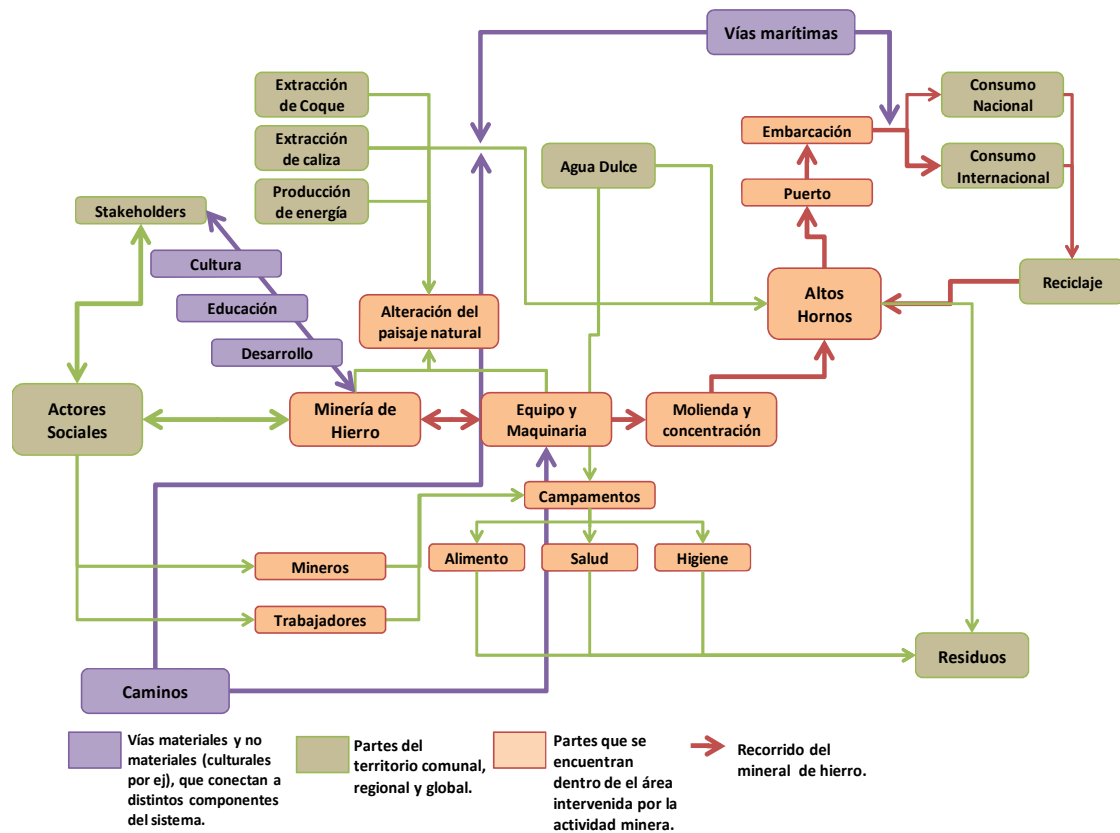 Vías marítimas
Extracción
de Coque
Consumo
Nacional
Embarcación
Extracción
de caliza
Agua Dulce
Consumo
Internacional
Producción
de energía
Puerto
Stakeholders
Cultura
Reciclaje
Educación
Alteración del
paisaje natural
Altos
Hornos
Desarrollo
Actores
Sociales
Minería de
Hierro
Equipo y
Maquinaria
Molienda y
concentración
Campamentos
Alimento
Salud
Higiene
Mineros
Trabajadores
Residuos
Caminos
Vías materiales y no
materiales (culturales
por ej), que conectan a
distintos componentes
del sistema.
Partes del
territorio comunal,
regional y global.
Partes que se
encuentran
dentro de el área
intervenida por la
actividad minera.
Recorrido del
mineral de hierro.